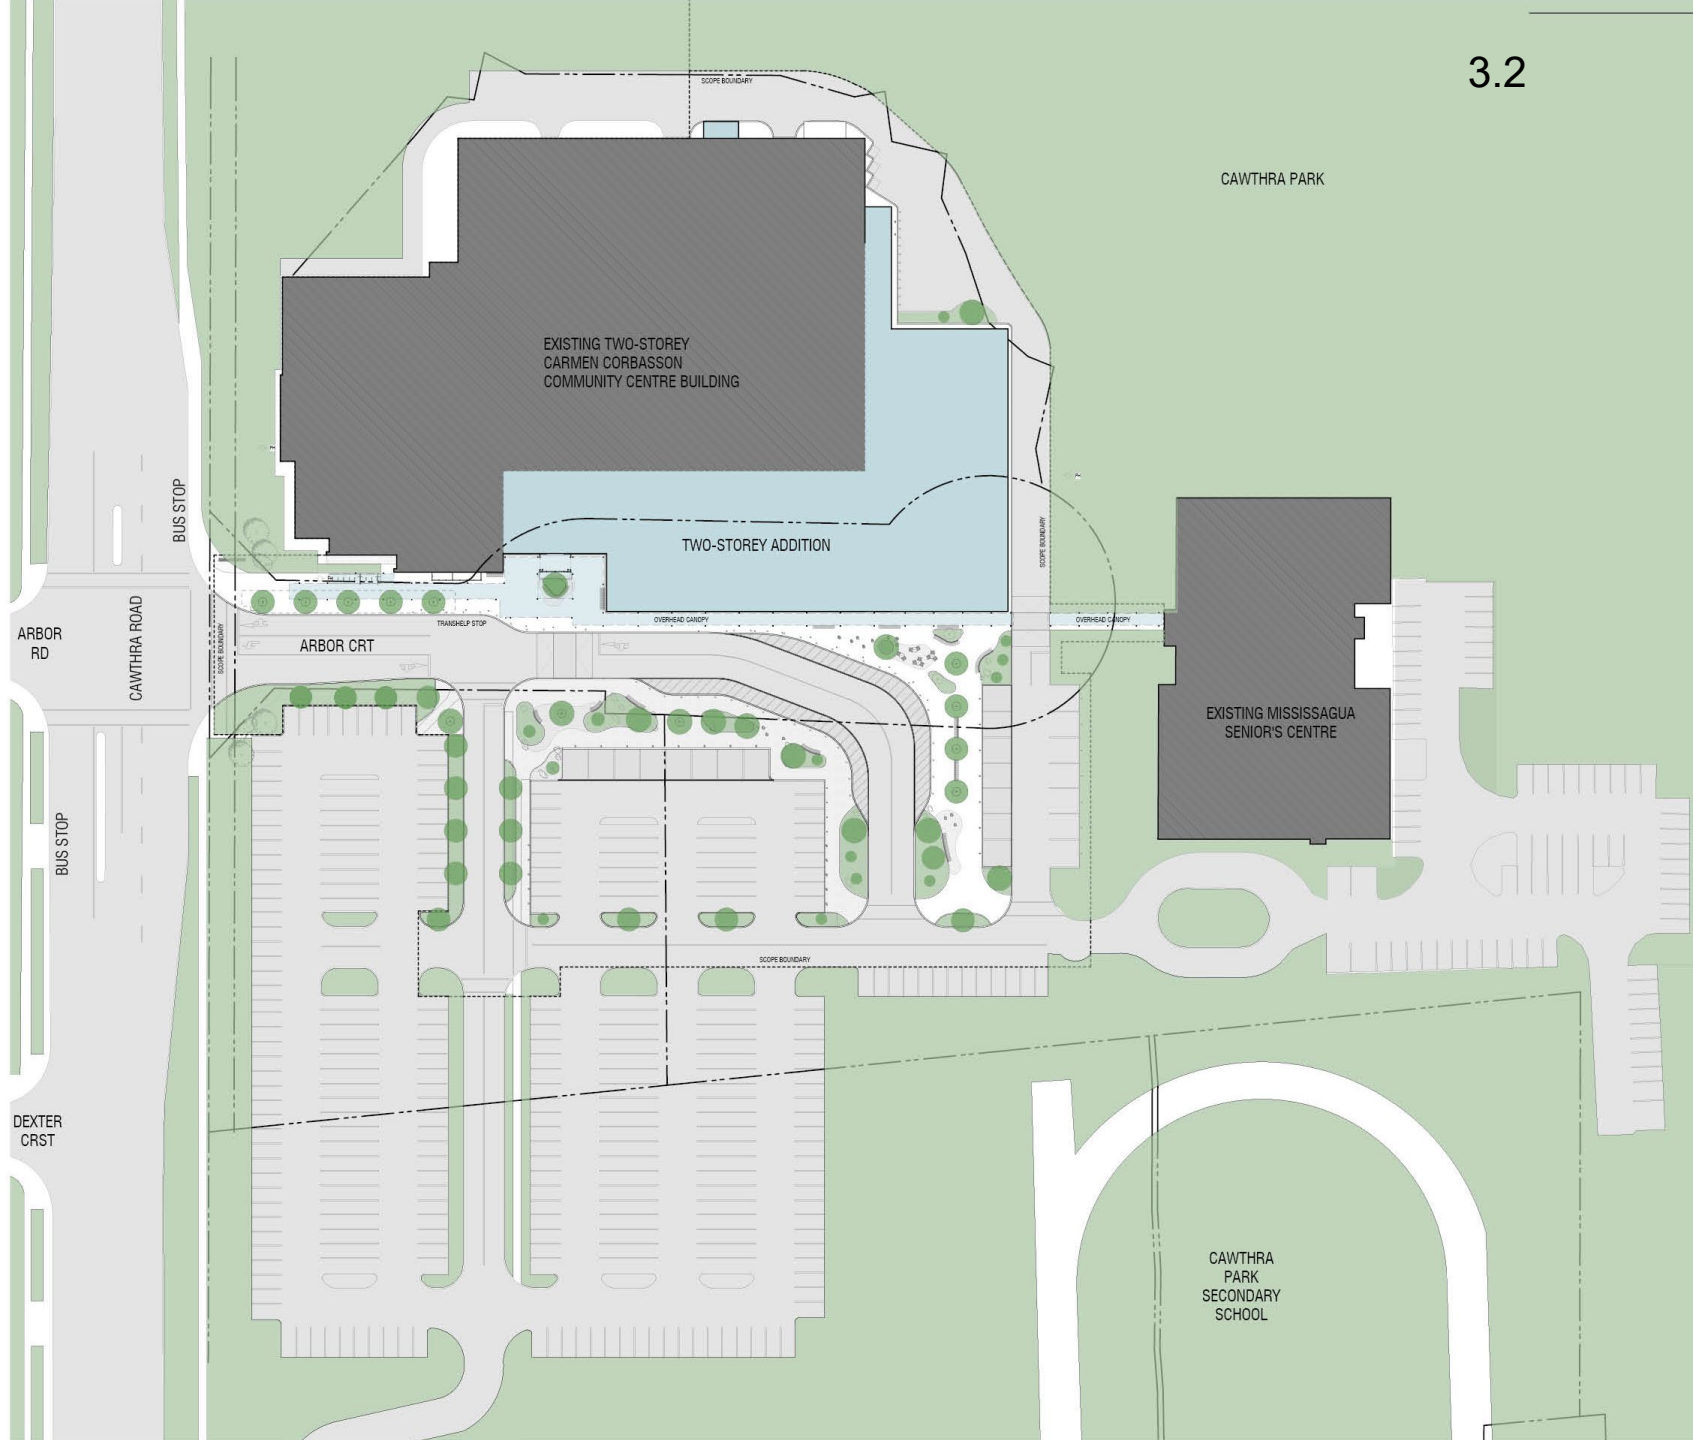 3.2
SCOPE BOUNDARY
CAWTHRA PARK
EXISTING TWO-STOREY
CARMEN CORBASSON
COMMUNITY CENTRE BUILDING
BUS STOP
TWO-STOREY ADDITION
SCOPE BOUNDARY
TRANSHELP STOP
OVERHEAD CANOPY
OVERHEAD CANOPY
ARBOR
RD
CAWTHRA ROAD
SCOPE BOUNDARY
ARBOR CRT
EXISTING MISSISSAGUA
SENIOR'S CENTRE
BUS STOP
SCOPE BOUNDARY
DEXTER
CRST
CAWTHRA
PARK
SECONDARY
SCHOOL